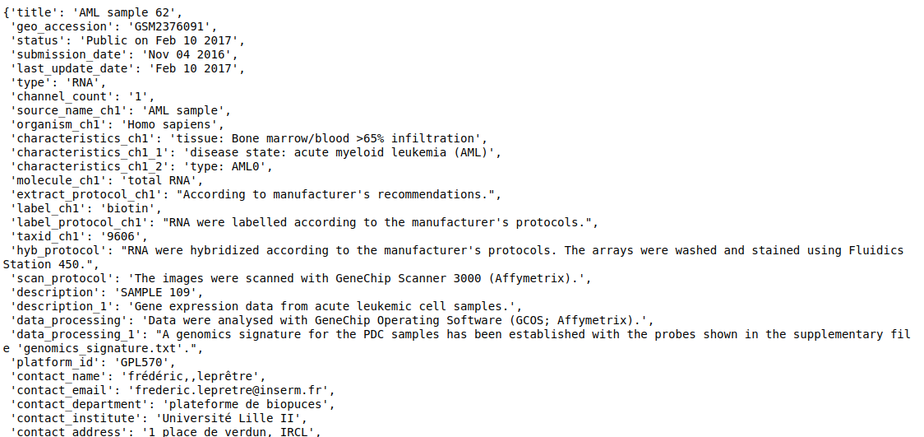 {'title': 'AML sample 62',
'geo_accession': 'GSM2376091',
'status': 'Public on Feb 10 2017',
'submission_date': 'Nov 04 2016',
'last_update_date': 'Feb 10 2017',
'type': 'RNA',
'channel_count': '1',
'source_name_ch1': 'AML sample',
'organism_ch1': 'Homo sapiens',
'characteristics_ch1': 'tissue: Bone marrow/blood >65% infiltration',
'characteristics_ch1_1': 'disease state: acute myeloid leukemia (AML)',
'characteristics_ch1_2': 'type: AML0',
'molecule_ch1': 'total RNA',
'extract_protocol_ch1': "According to manufacturer's recommendations.",
'label_ch1': 'biotin',
'label_protocol_ch1': "RNA were labelled according to the manufacturer's protocols.",
'taxid_ch1': '9606',
'hyb_protocol': "RNA were hybridized according to the manufacturer's protocols. The arrays were washed and stained using Fluidics
Station 450.",
'scan_protocol': 'The images were scanned with GeneChip Scanner 3000 (Affymetrix).',
'description': 'SAMPLE 109',
'description_1': 'Gene expression data from acute leukemic cell samples.',
'data_processing': 'Data were analysed with GeneChip Operating Software (GCOS; Affymetrix).',
'data_processing_1': "A genomics signature for the PDC samples has been established with the probes shown in the supplementary fil
e 'genomics_signature.txt'.",
'platform_id': 'GPL570',
'contact_name': 'frédéric,,leprêtre',
'contact_email': 'frederic.lepretre@inserm.fr',
'contact_department': 'plateforme de biopuces',
'contact_institute': 'Université Lille II',
'contact_address': '1 place de verdun, IRCL',